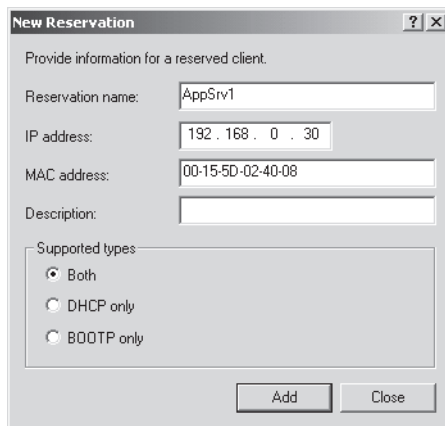 New Reservation
Provide information for a reserved client.
Reservation name: AppSrv1
IP address: 192 . 168 . 0 . 30
MAC address: 00-15-5D-02-40-08
Description:
Supported types
Both
DHCP only
BOOTP only
Add Close